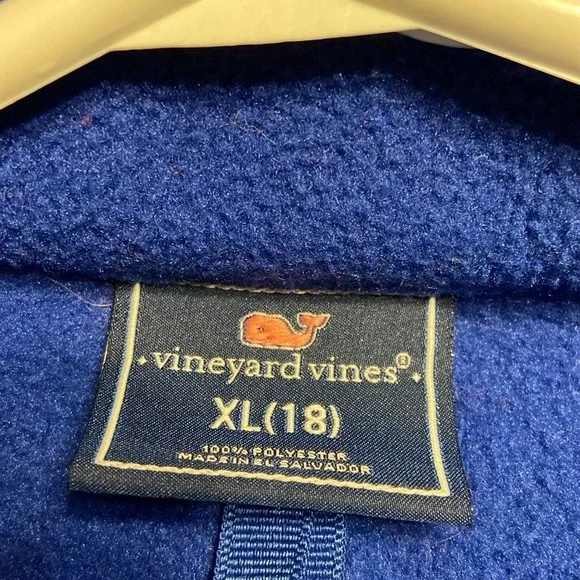 vineyard vines®
XL(18)
100% POLYESTER
MADE IN EL SALVADOR